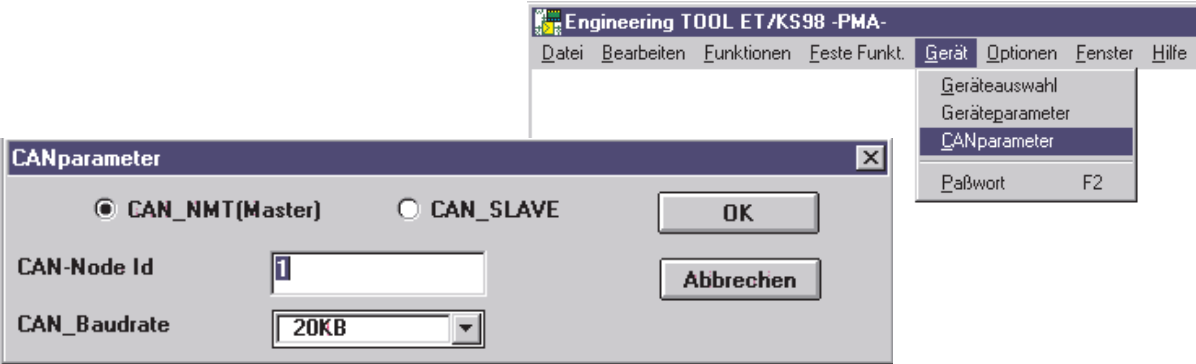 Engineering TOOL ET/KS98 -PMA-
Datei Bearbeiten Funktionen Feste Funkt. Gerät Optionen Fenster Hilfe
Geräteauswahl
Geräteparameter
CANparameter
Paßwort F2
CANparameter
CAN_NMT(Master) CAN_SLAVE OK
CAN-Node Id 1 Abbrechen
CAN_Baudrate 20KB